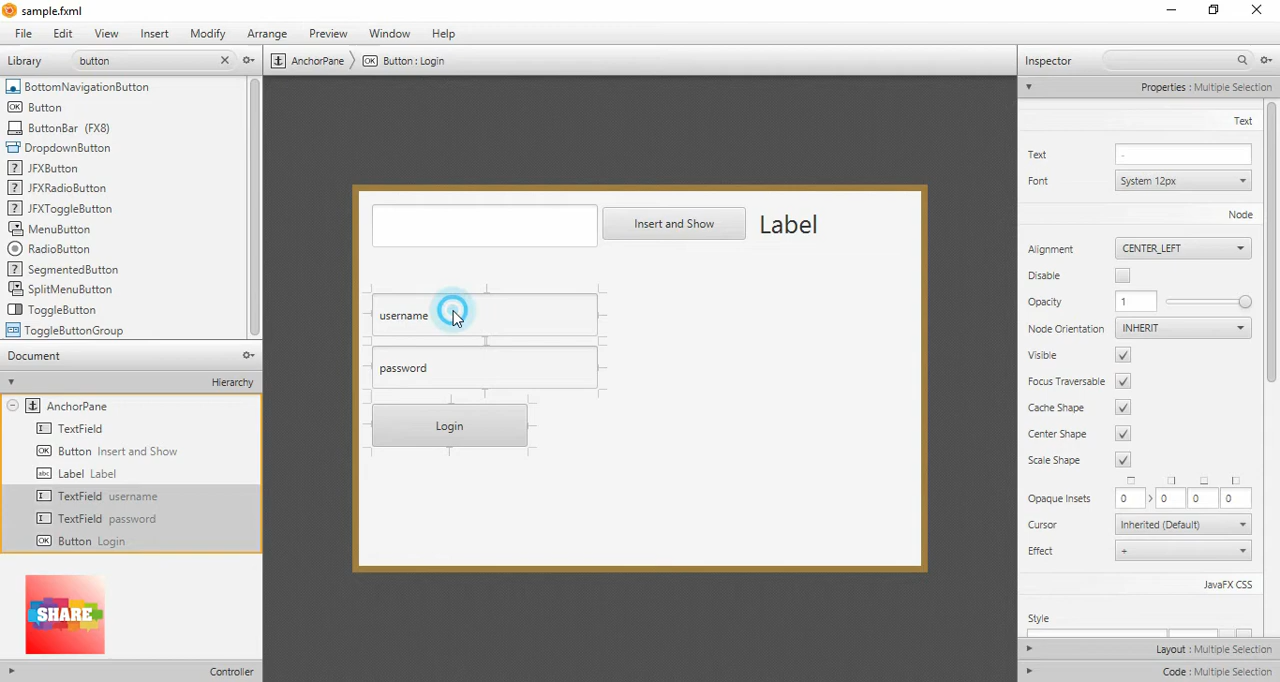 sample.fxml
File Edit View Insert Modify Arrange Preview Window Help
Library button
AnchorPane Button : Login
Inspector
BottomNavigationButton
Button
ButtonBar (FX8)
DropdownButton
JFXButton
JFXRadioButton
JFXToggleButton
MenuButton
RadioButton
SegmentedButton
SplitMenuButton
ToggleButton
ToggleButtonGroup
Document
Hierarchy
AnchorPane
TextField
Button Insert and Show
Label Label
TextField username
TextField password
Button Login
SHARE
Controller
Insert and Show Label
username
password
Login
Properties : Multiple Selection
Text
Text -
Font System 12px
Node
Alignment CENTER_LEFT
Disable
Opacity 1
Node Orientation INHERIT
Visible
Focus Traversable
Cache Shape
Center Shape
Scale Shape
Opaque Insets 0 0 0 0
Cursor Inherited (Default)
Effect +
JavaFX CSS
Style
Layout : Multiple Selection
Code : Multiple Selection